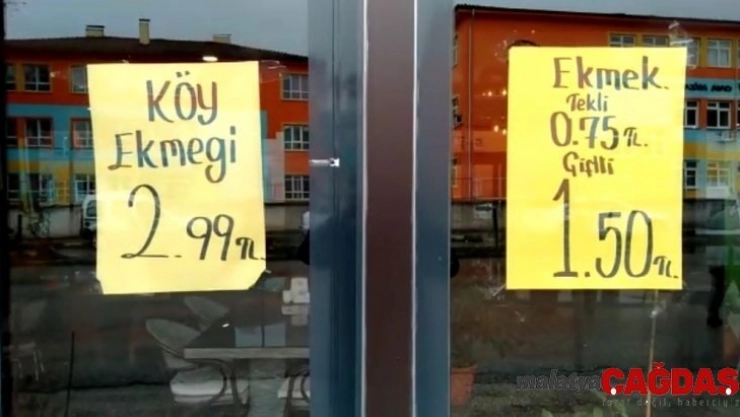 KÖY
EKmegi
2.99 TL.
Ekmek.
Tekli
0.75 TL.
Çiftli
1.50 TL.
malatya ÇAĞDAŞ